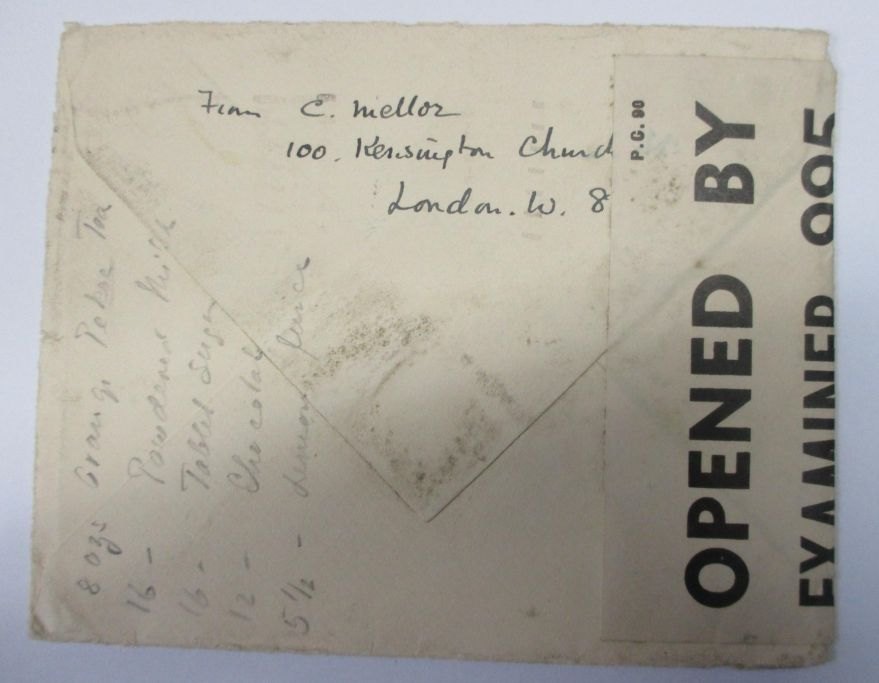 From C. Mellor
100. Kensington Church
London. W. 8
P.C. 90
OPENED BY
EXAMINER 995
8 ozs Orange Pekoe Tea
16 - Powdered Milk
16 - Tablet Sugar
12 - Chocolate
5½ - Lemon Juice